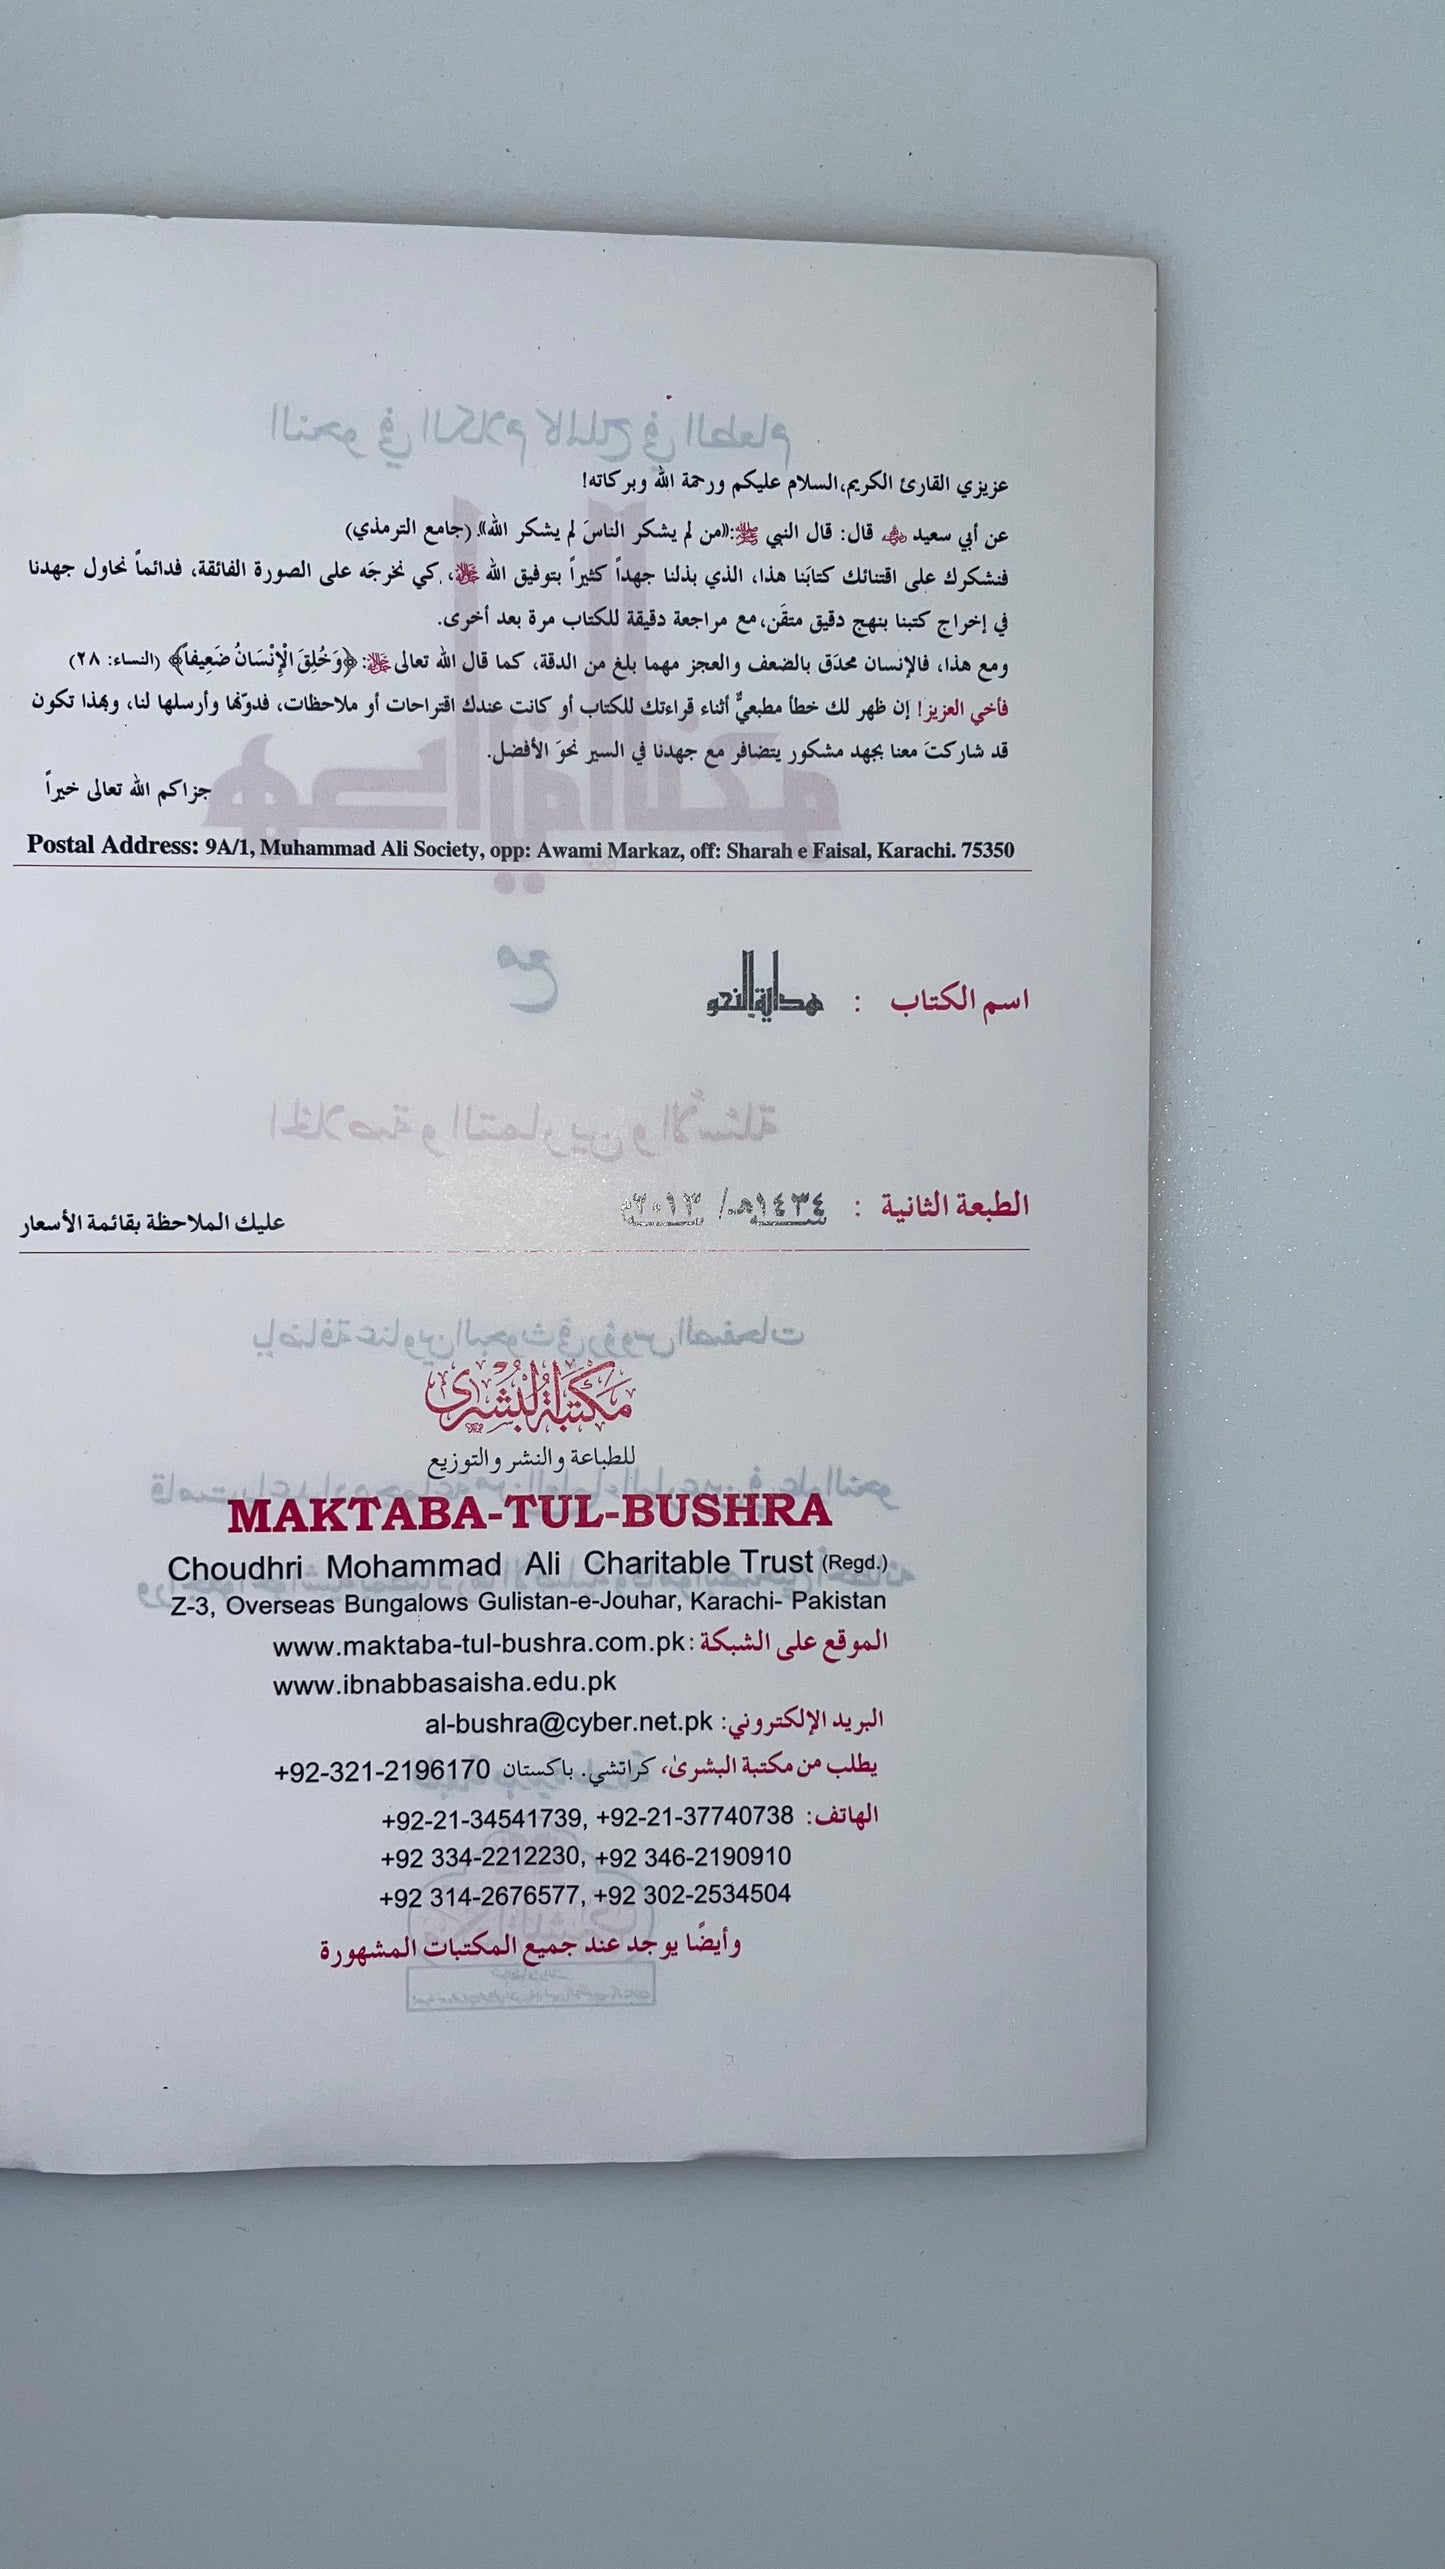 عزيزي القارئ الكريم،السلام عليكم ورحمة الله وبركاته!
عن أبي سعيد ﵁ قال: قال النبي ﷺ:«من لم يشكر الناسَ لم يشكر الله». (جامع الترمذي)
فنشكرك على اقتنائك كتابَنا هذا، الذي بذلنا جهداً كثيراً بتوفيق الله ﷻ، كي نخرجَه على الصورة الفائقة، فدائماً نحاول جهدنا
في إخراج كتبنا بنهج دقيق متقَن، مع مراجعة دقيقة للكتاب مرة بعد أخرى.
ومع هذا، فالإنسان محدَق بالضعف والعجز مهما بلغ من الدقة، كما قال الله تعالى ﷻ: ﴿وَخُلِقَ الْإِنْسَانُ ضَعِيفاً﴾ (النساء: ٢٨)
فأخي العزيز! إن ظهر لك خطأ مطبعيٌّ أثناء قراءتك للكتاب أو كانت عندك اقتراحات أو ملاحظات، فدوّنها وأرسلها لنا، وبهذا تكون
قد شاركتَ معنا بجهد مشكور يتضافر مع جهدنا في السير نحوَ الأفضل.
جزاكم الله تعالى خيراً
Postal Address: 9A/1, Muhammad Ali Society, opp: Awami Markaz, off: Sharah e Faisal, Karachi. 75350
اسم الكتاب : هداية النحو
الطبعة الثانية : ١٤٣٤هـ/ ٢٠١٣م
عليك الملاحظة بقائمة الأسعار
مكتبة البشرى
للطباعة والنشر والتوزيع
MAKTABA-TUL-BUSHRA
Choudhri Mohammad Ali Charitable Trust (Regd.)
Z-3, Overseas Bungalows Gulistan-e-Jouhar, Karachi- Pakistan
الموقع على الشبكة: www.maktaba-tul-bushra.com.pk
www.ibnabbasaisha.edu.pk
البريد الإلكتروني: al-bushra@cyber.net.pk
يطلب من مكتبة البشرىٰ، كراتشي. باكستان +92-321-2196170
الهاتف: +92-21-34541739, +92-21-37740738
+92 334-2212230, +92 346-2190910
+92 314-2676577, +92 302-2534504
وأيضًا يوجد عند جميع المكتبات المشهورة